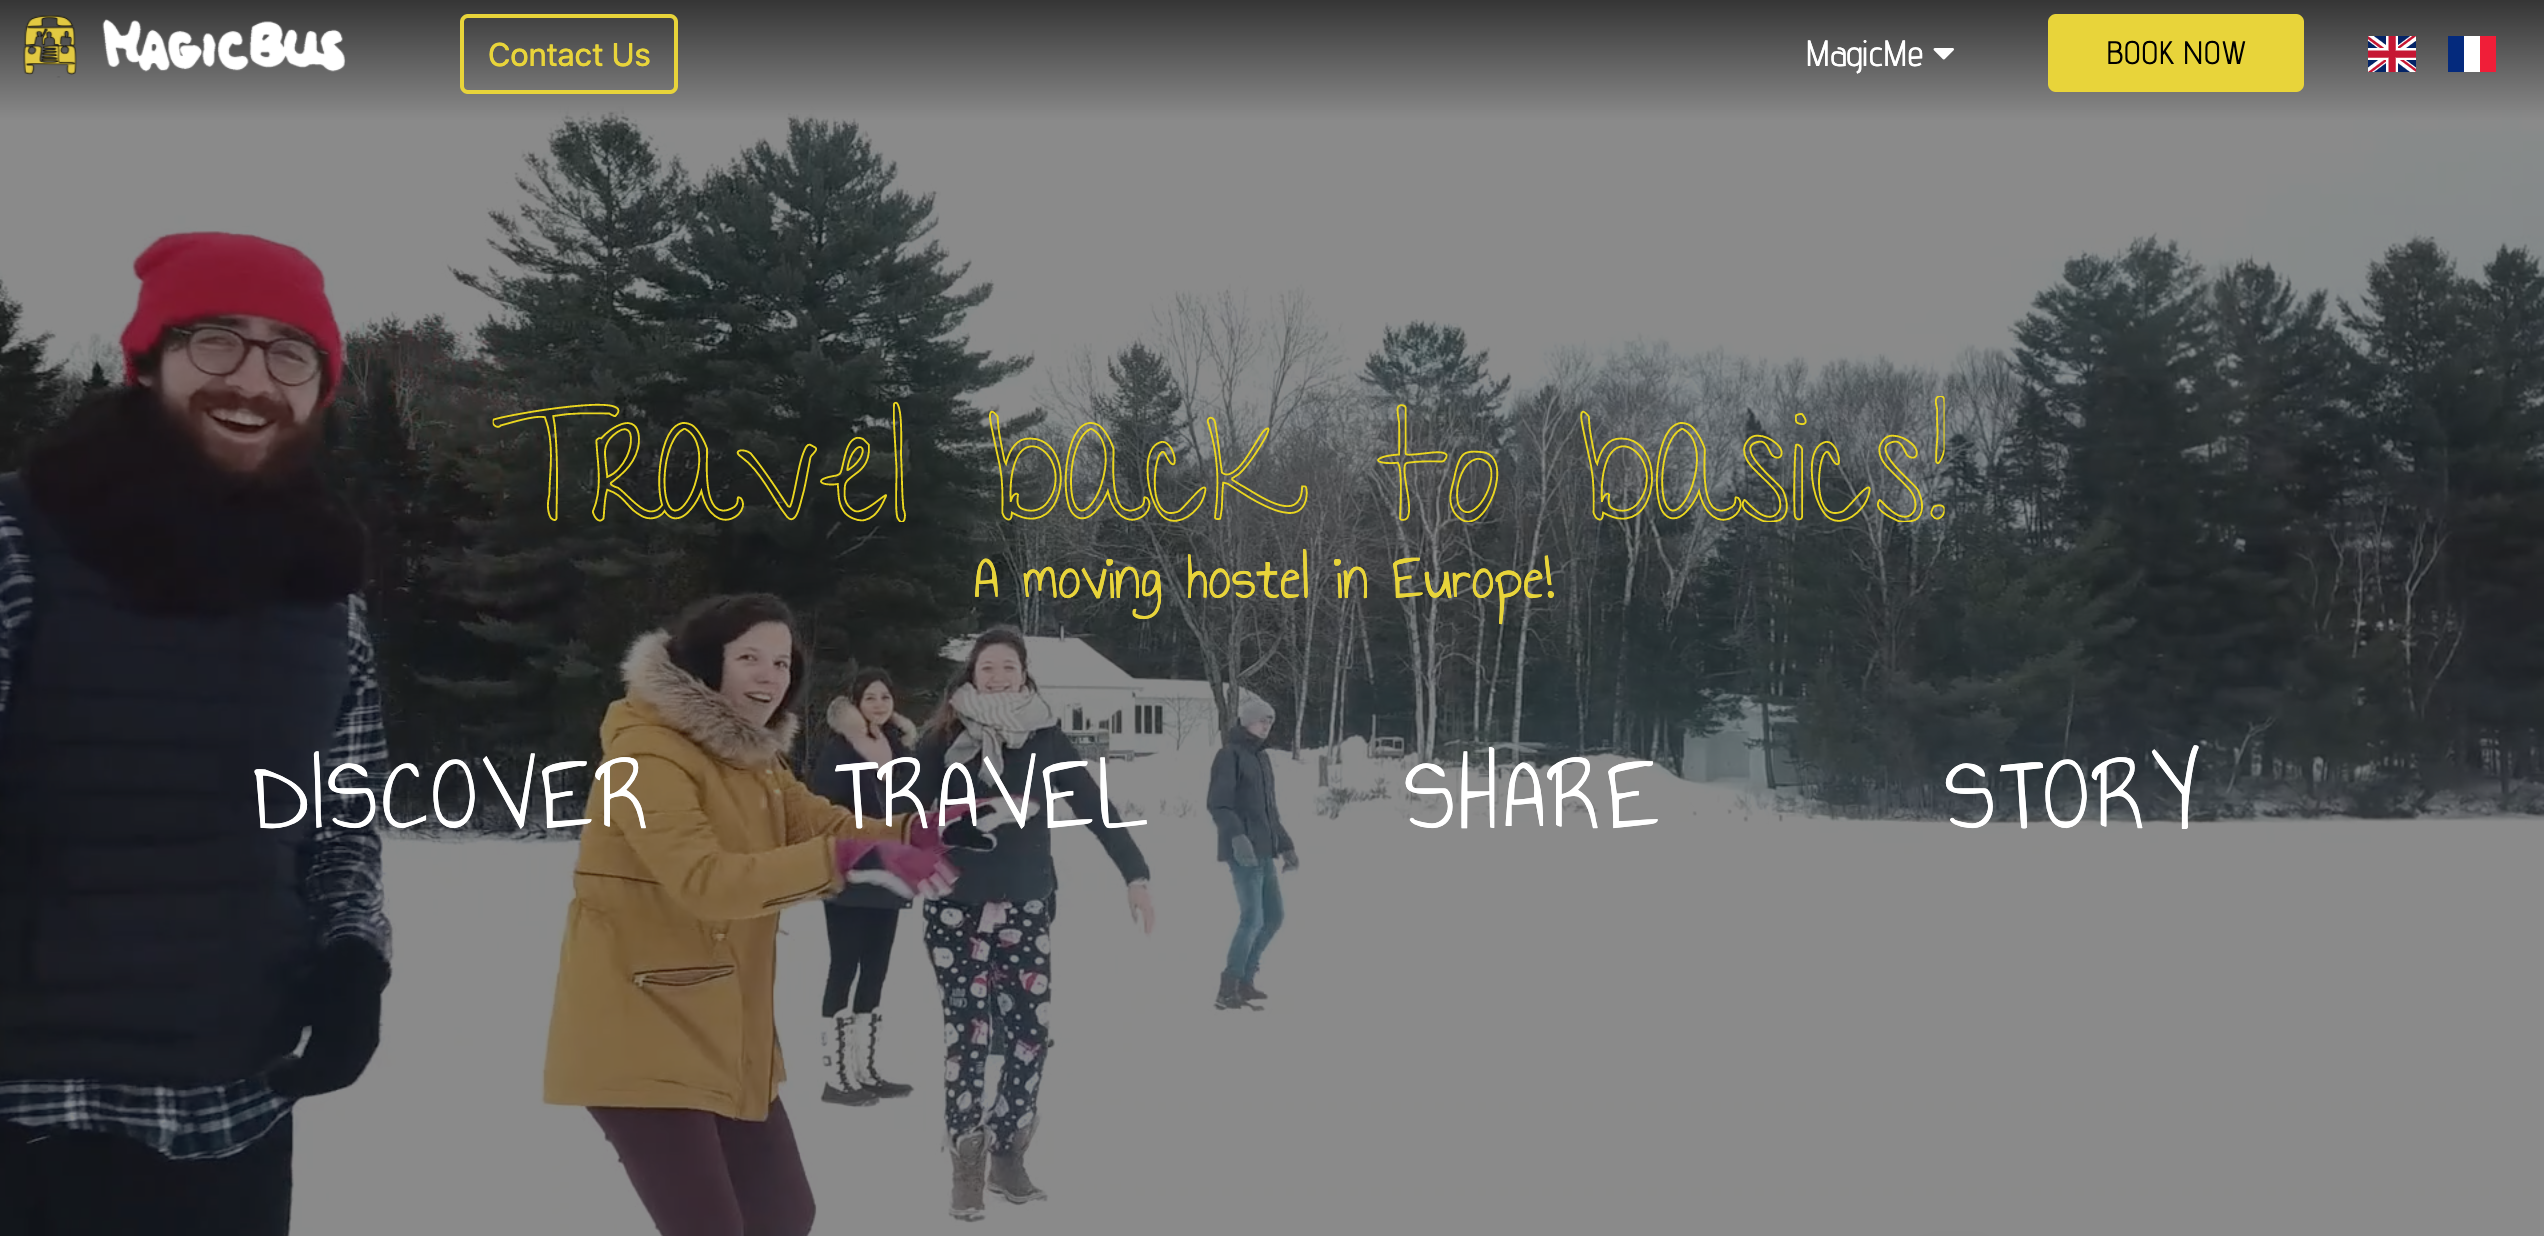 MAGICBUS
Contact Us
MagicMe
BOOK NOW
Travel back to basics!
A moving hostel in Europe!
DISCOVER TRAVEL SHARE STORY